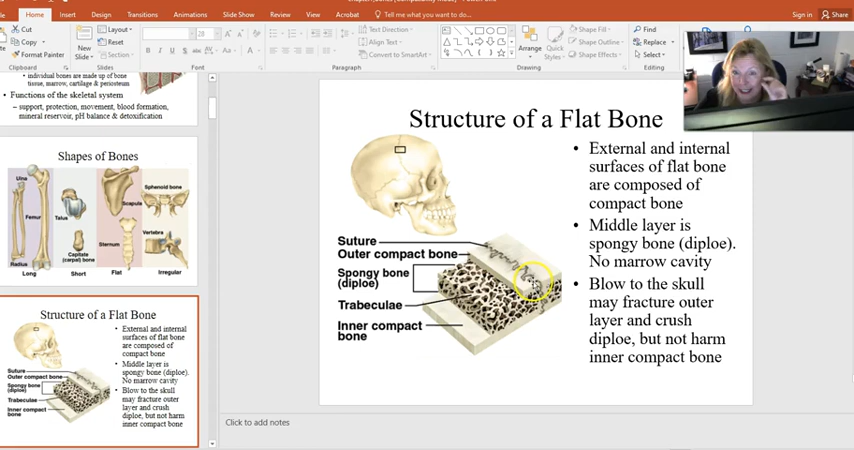 Home
Insert
Design
Transitions
Animations
Slide Show
Review
View
Acrobat
Tell me what you want to do...
Sign in
Share
Cut
Copy
Format Painter
Clipboard
New
Slide
Layout
Reset
Section
Slides
28
Font
Paragraph
Text Direction
Align Text
Convert to SmartArt
Arrange
Quick
Styles
Drawing
Shape Fill
Shape Outline
Shape Effects
Find
Replace
Select
Editing
individual bones are made up of bone
tissue, marrow, cartilage & periosteum
• Functions of the skeletal system
– support, protection, movement, blood formation,
mineral reservoir, pH balance & detoxification
Shapes of Bones
Ulna
Femur
Radius
Long
Talus
Capitate
(carpal) bone
Short
Scapula
Sternum
Flat
Sphenoid bone
Vertebra
Irregular
Structure of a Flat Bone
Suture
Outer compact bone
Spongy bone
(diploe)
Trabeculae
Inner compact
bone
• External and internal
surfaces of flat bone
are composed of
compact bone
• Middle layer is
spongy bone (diploe).
No marrow cavity
• Blow to the skull
may fracture outer
layer and crush
diploe, but not harm
inner compact bone
Structure of a Flat Bone
Suture
Outer compact bone
Spongy bone
(diploe)
Trabeculae
Inner compact
bone
• External and internal
surfaces of flat bone
are composed of
compact bone
• Middle layer is
spongy bone (diploe).
No marrow cavity
• Blow to the skull
may fracture outer
layer and crush
diploe, but not harm
inner compact bone
Click to add notes